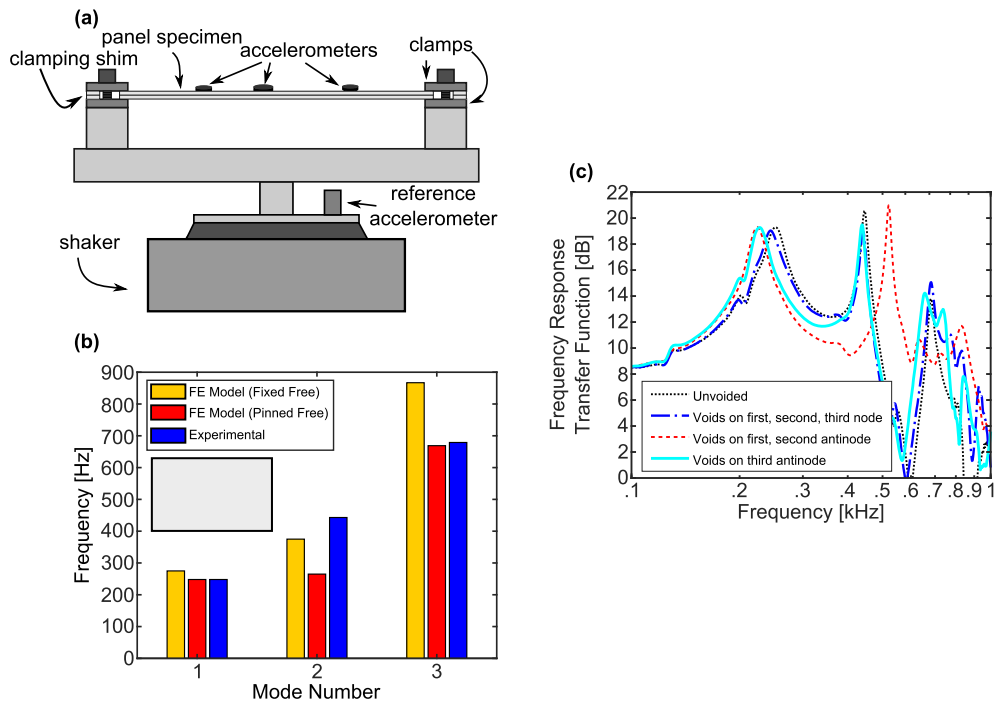 (a)
panel specimen
clamping shim
accelerometers
clamps
reference
accelerometer
shaker
(b)
900
800
700
600
500
400
300
200
100
0
Frequency [Hz]
FE Model (Fixed Free)
FE Model (Pinned Free)
Experimental
1 2 3
Mode Number
(c)
22
20
18
16
14
12
10
8
6
4
2
0
Frequency Response
Transfer Function [dB]
Unvoided
Voids on first, second, third node
Voids on first, second antinode
Voids on third antinode
.1 .2 .3 .4 .5 .6 .7 .8 .9 1
Frequency [kHz]